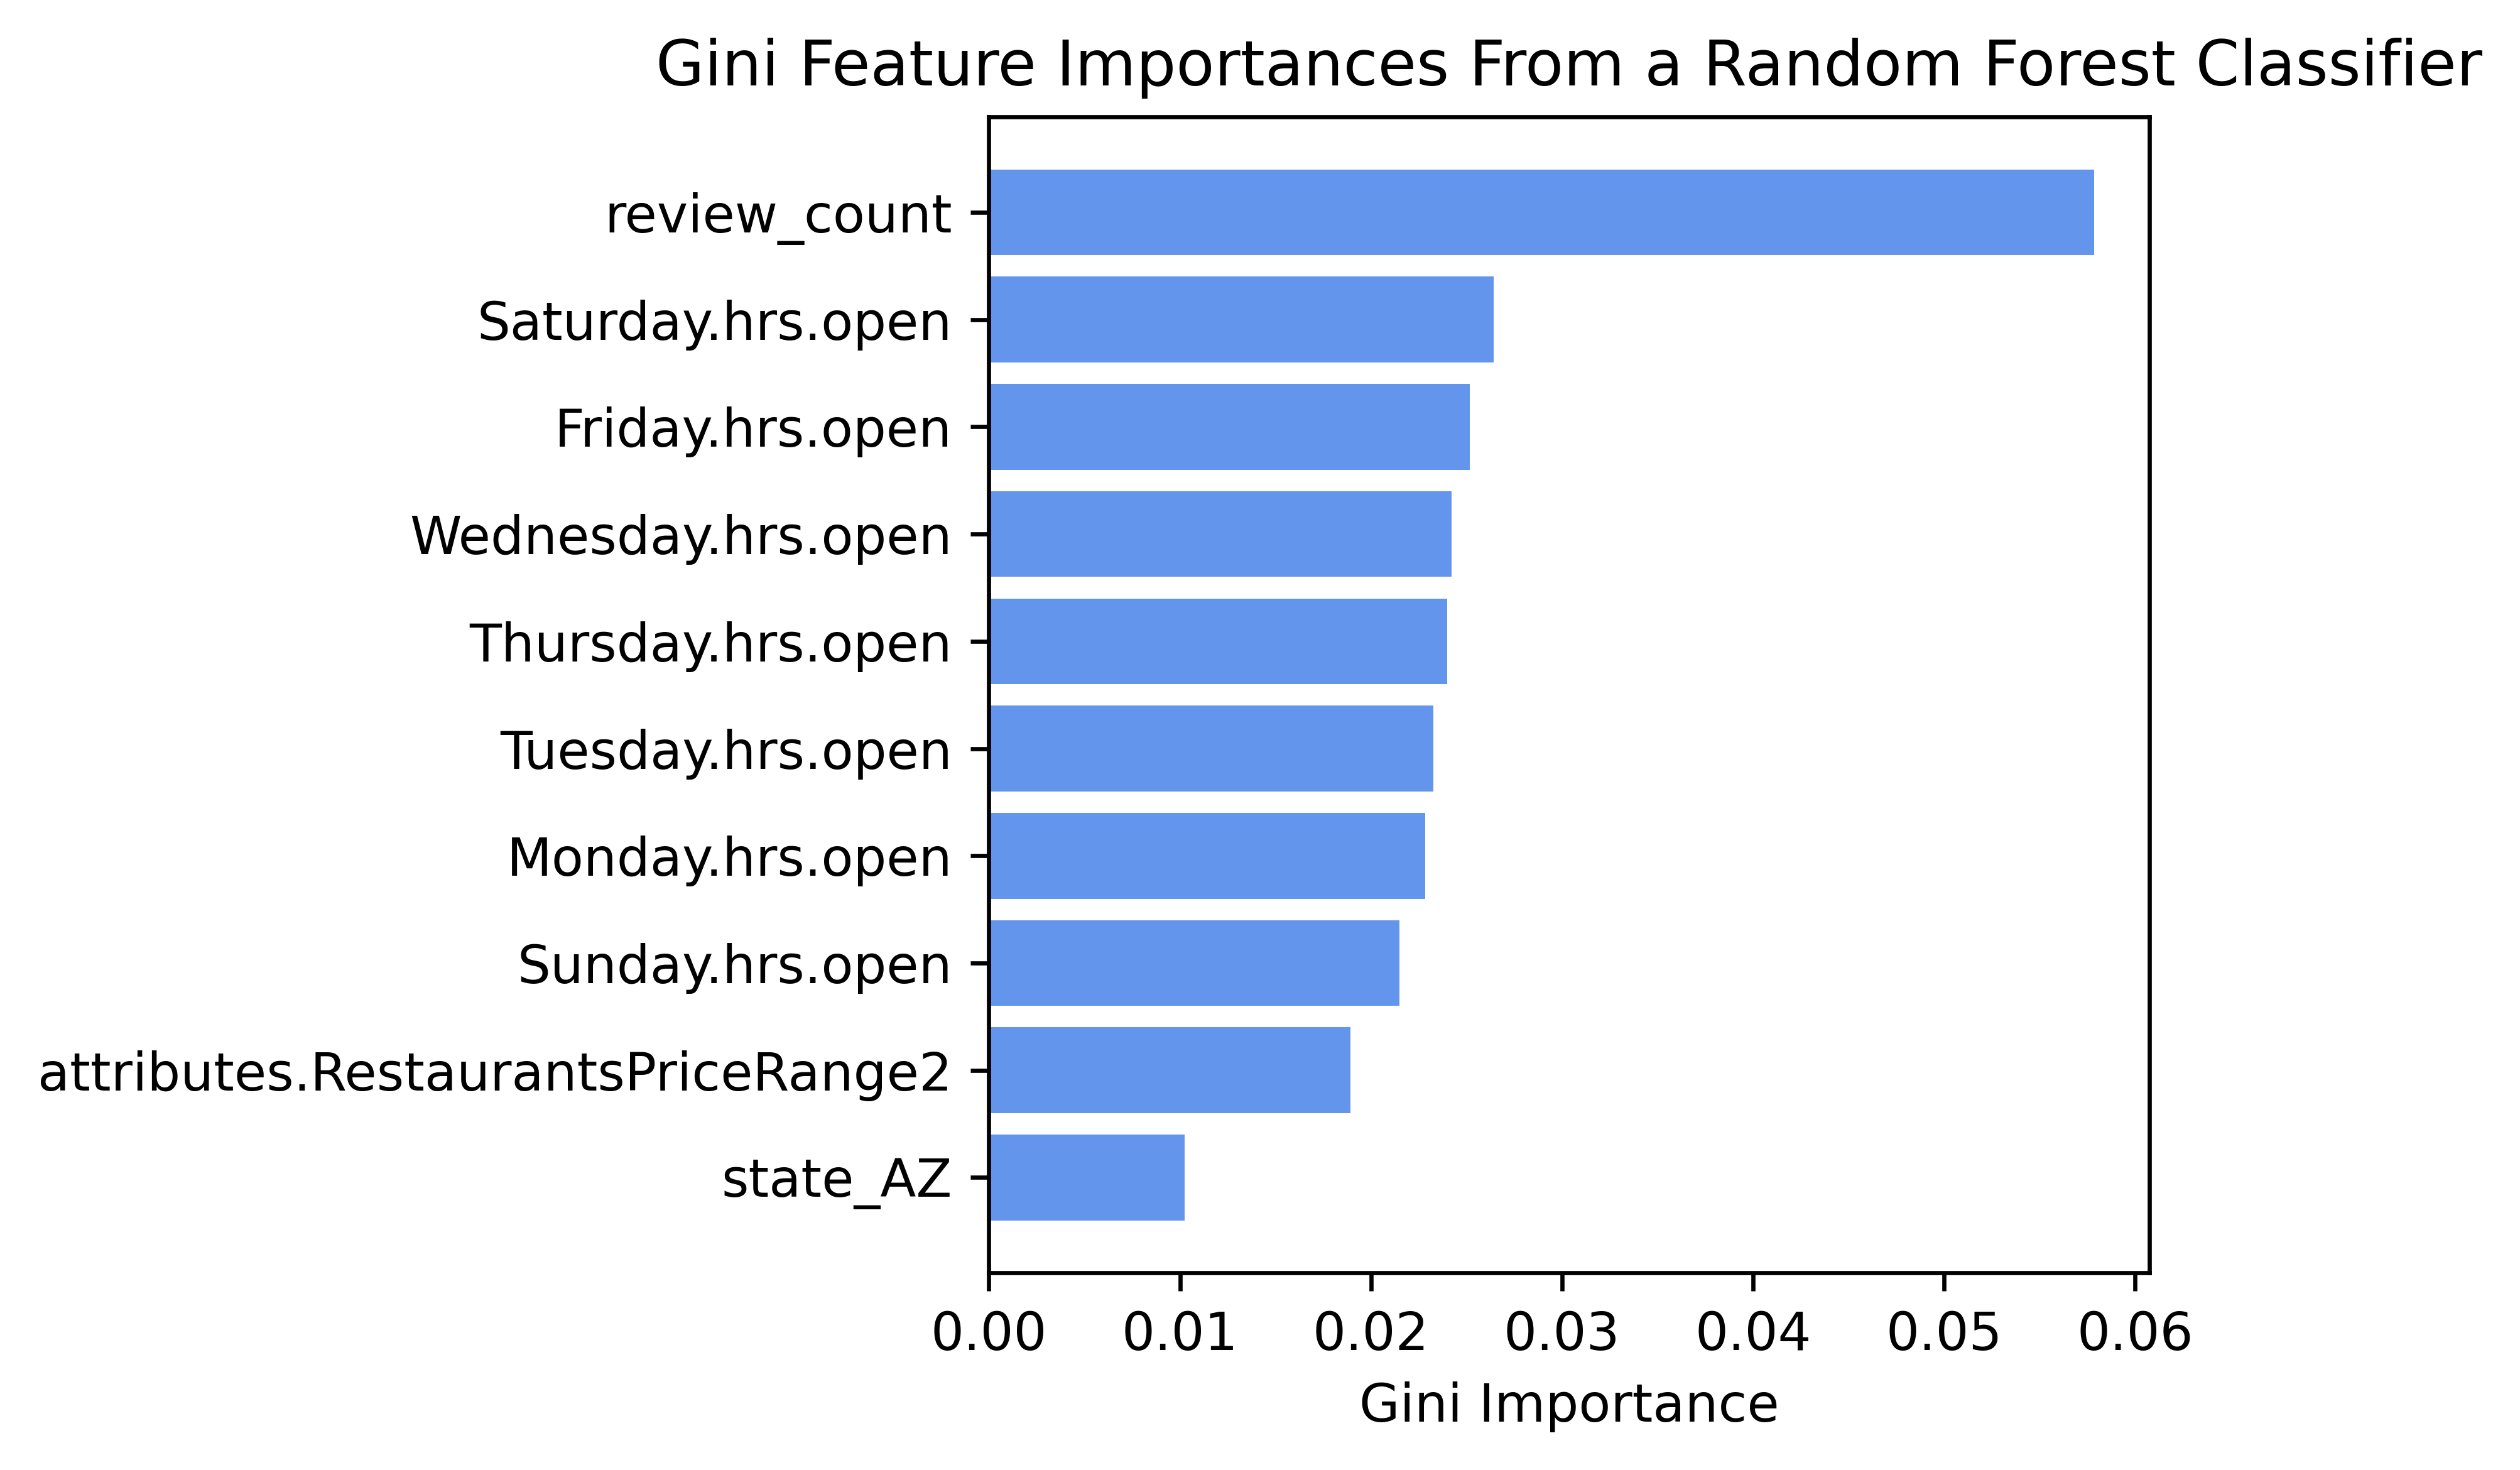 Gini Feature Importances From a Random Forest Classifier
review_count
Saturday.hrs.open
Friday.hrs.open
Wednesday.hrs.open
Thursday.hrs.open
Tuesday.hrs.open
Monday.hrs.open
Sunday.hrs.open
attributes.RestaurantsPriceRange2
state_AZ
0.00 0.01 0.02 0.03 0.04 0.05 0.06
Gini Importance